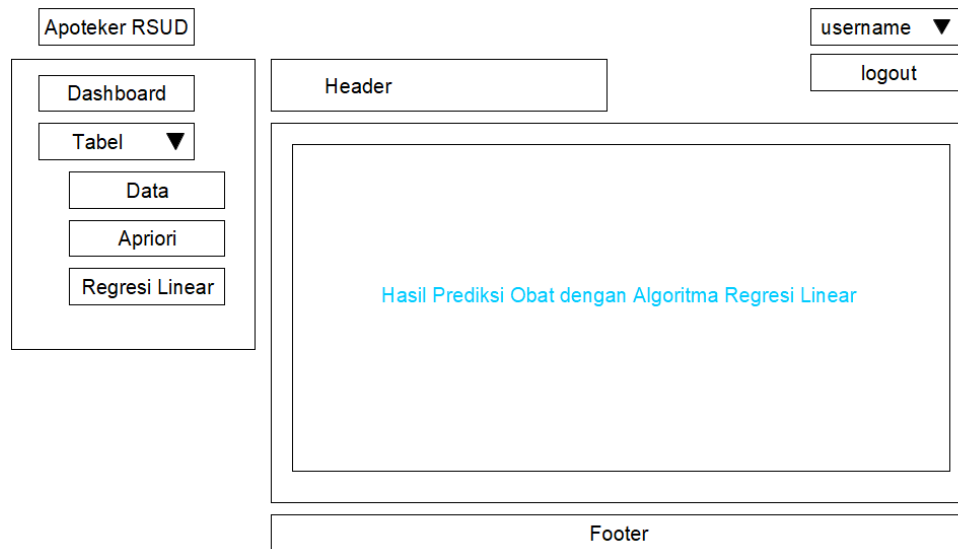 Apoteker RSUD
username
logout
Dashboard
Tabel
Data
Apriori
Regresi Linear
Header
Hasil Prediksi Obat dengan Algoritma Regresi Linear
Footer